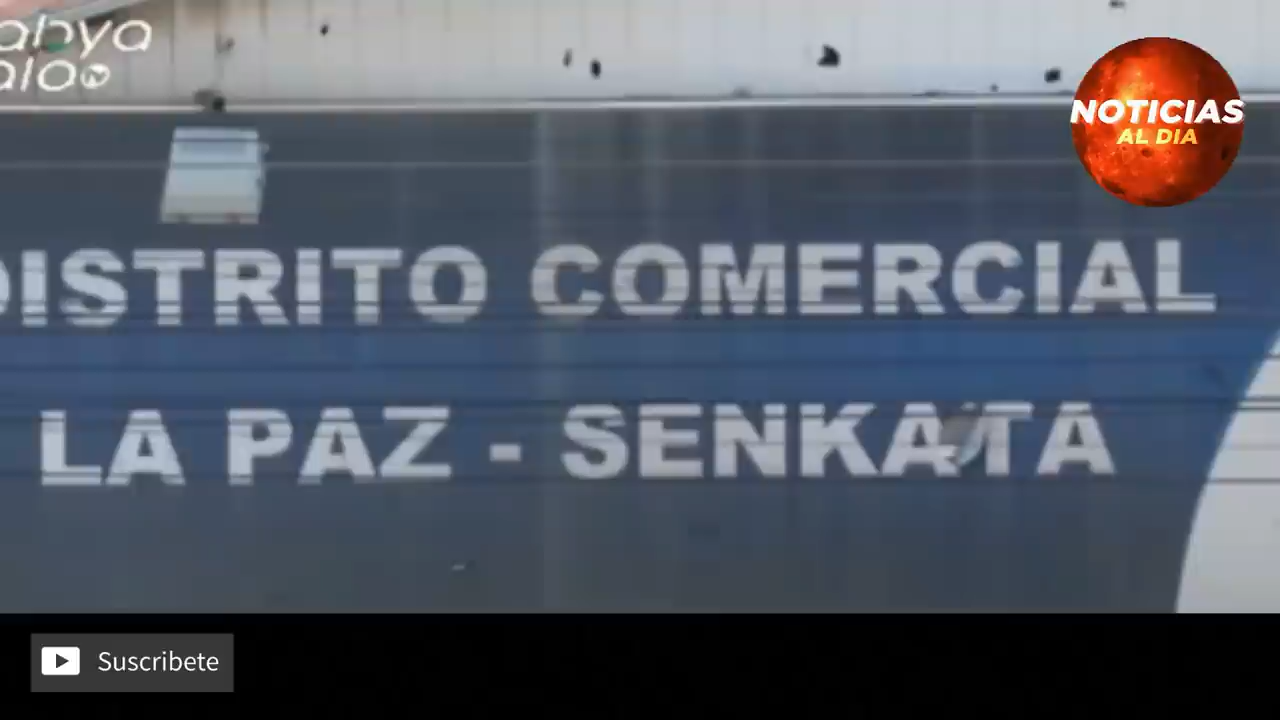 NOTICIAS
AL DIA
DISTRITO COMERCIAL
LA PAZ - SENKATA
Suscribete